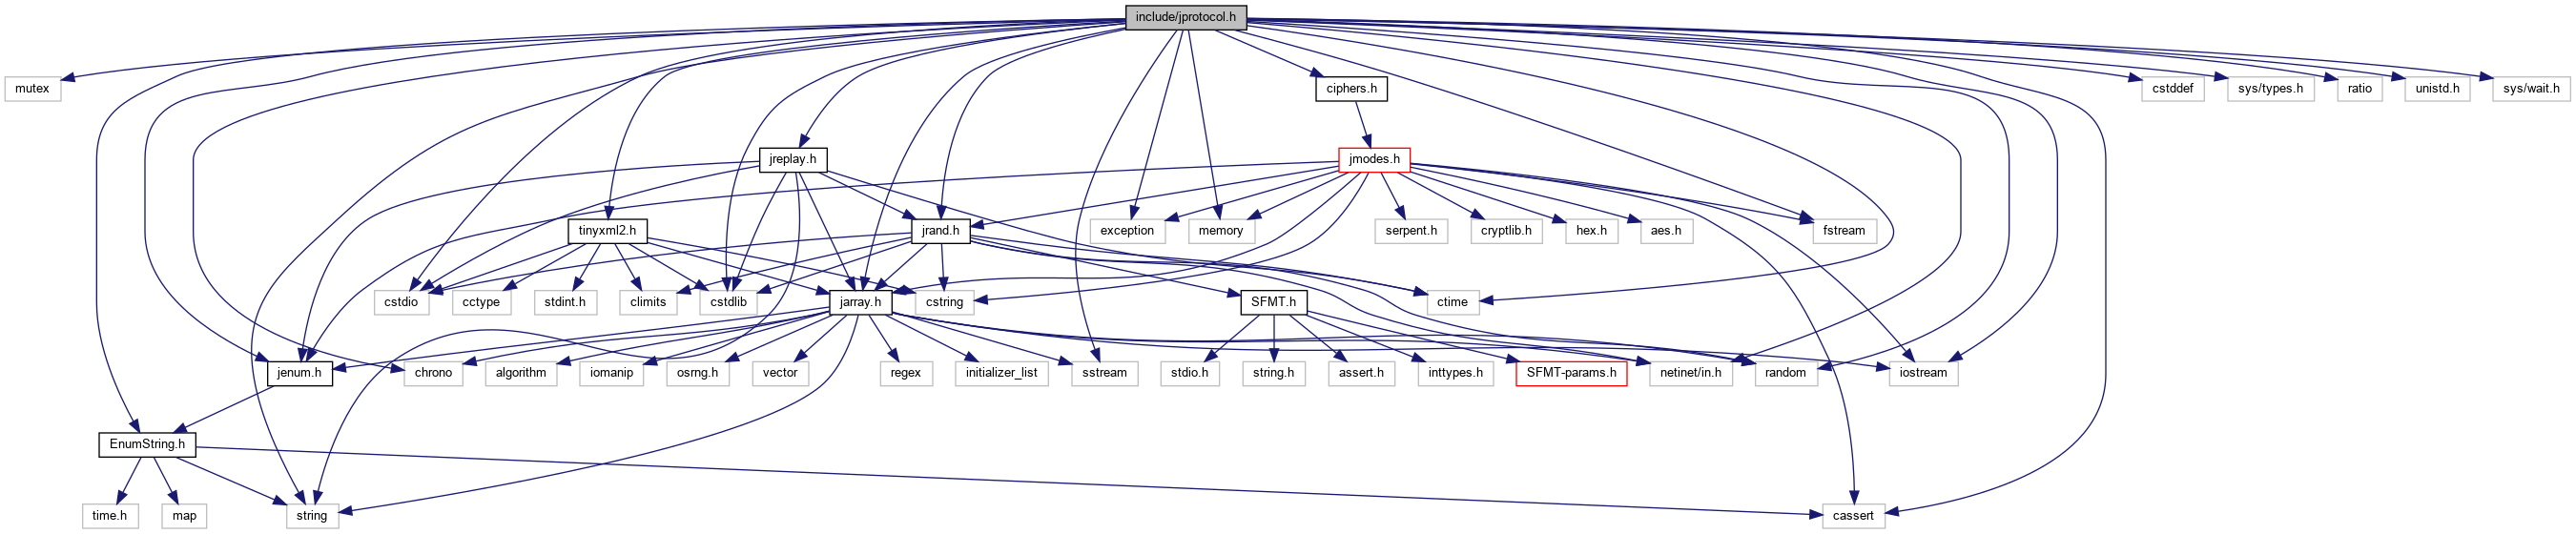 include/jprotocol.h
mutex
ciphers.h
cstddef
sys/types.h
ratio
unistd.h
sys/wait.h
jreplay.h
jmodes.h
tinyxml2.h
jrand.h
exception
memory
serpent.h
cryptlib.h
hex.h
aes.h
fstream
cstdio
cctype
stdint.h
climits
cstdlib
jarray.h
cstring
SFMT.h
ctime
jenum.h
chrono
algorithm
iomanip
osrng.h
vector
regex
initializer_list
sstream
stdio.h
string.h
assert.h
inttypes.h
SFMT-params.h
netinet/in.h
random
iostream
EnumString.h
time.h
map
string
cassert